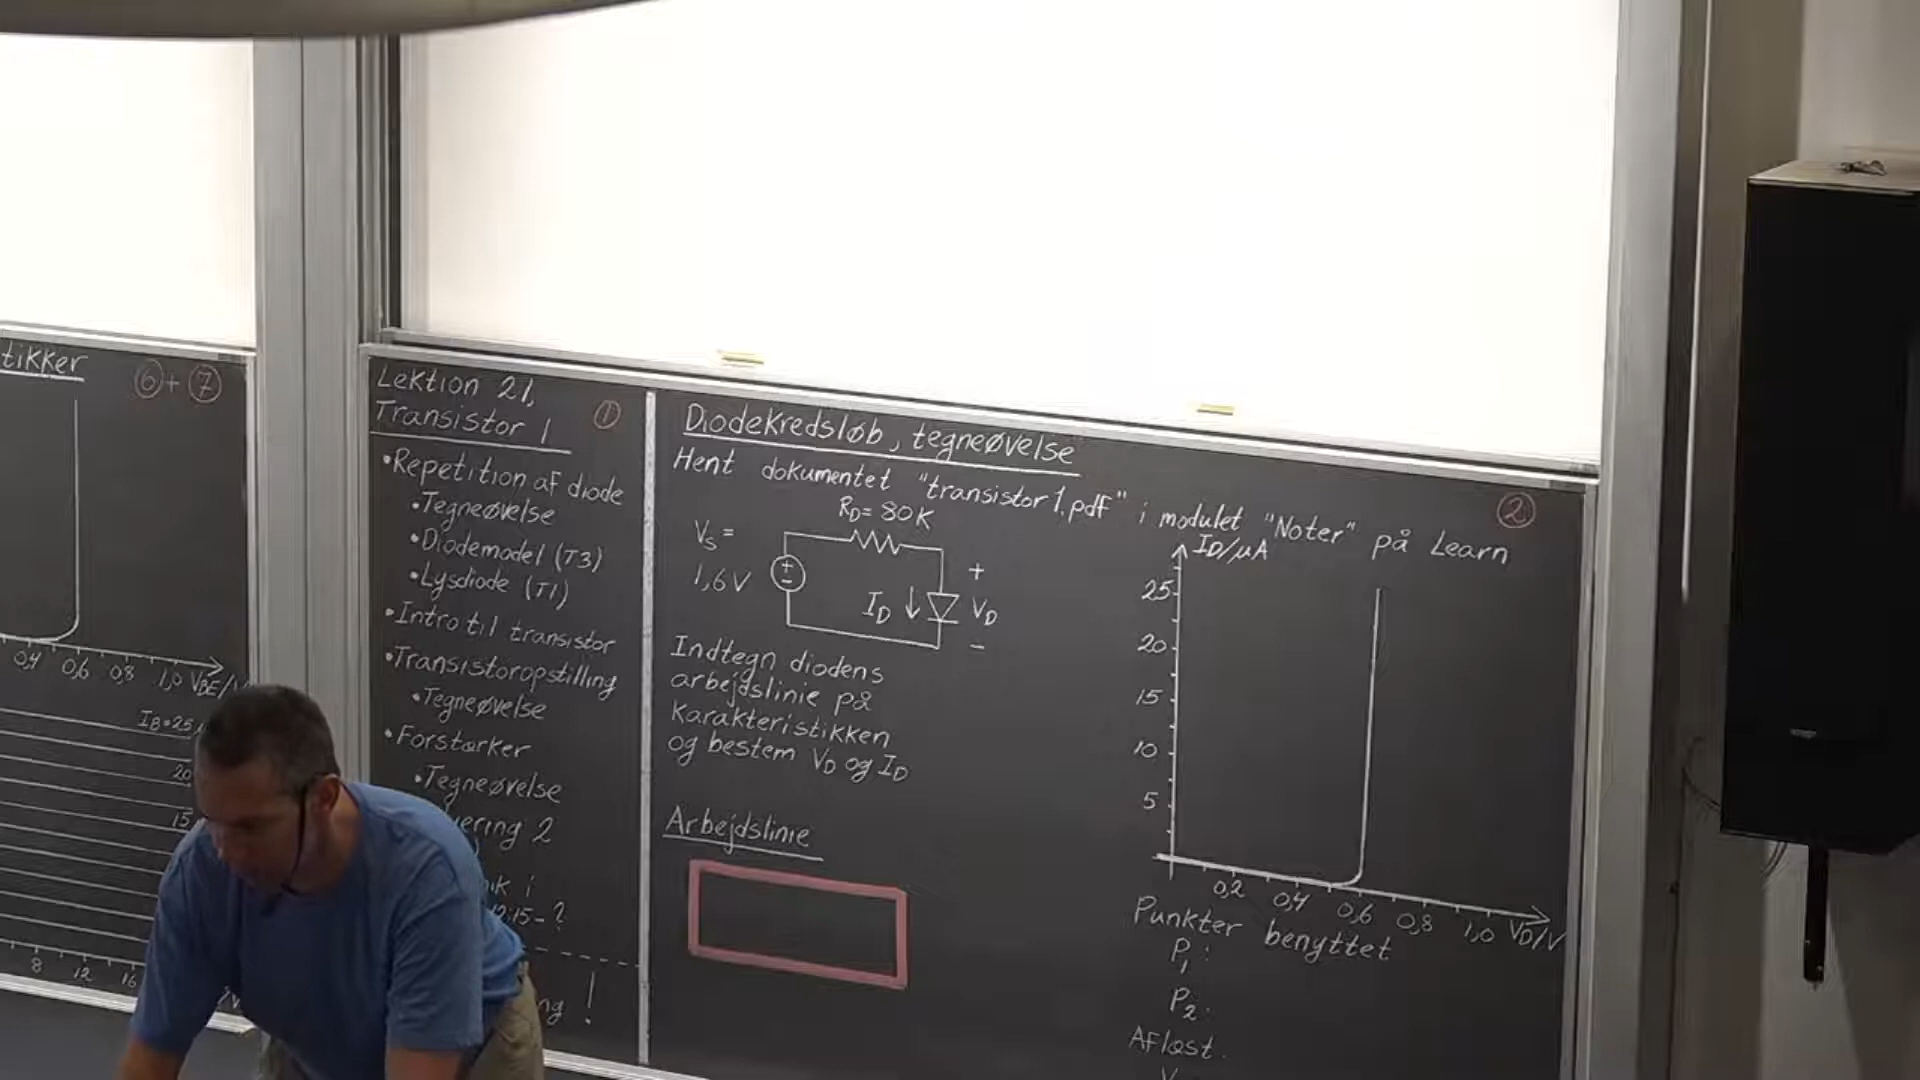 tikker
6 + 7
0,4 0,6 0,8 1,0 VBE/
IB=25
20
15
8 12 16
Lektion 21,
Transistor 1
1
•Repetition af diode
•Tegneøvelse
•Diodemodel (T3)
•Lysdiode (T1)
•Intro til transistor
•Transistoropstilling
•Tegneøvelse
•Forstærker
•Tegneøvelse
ering 2
ik i
12:15-?
ng !
Diodekredsløb, tegneøvelse
Hent dokumentet "transistor1.pdf" i modulet "Noter" på Learn
2
RD= 80K
VS =
1,6V
+
-
ID ↓
+
VD
-
Indtegn diodens
arbejdslinie på
karakteristikken
og bestem VD og ID
Arbejdslinie
ID/μA
25
20
15
10
5
0,2 0,4 0,6 0,8 1,0 VD/V
Punkter benyttet
P1:
P2:
Aflæst.